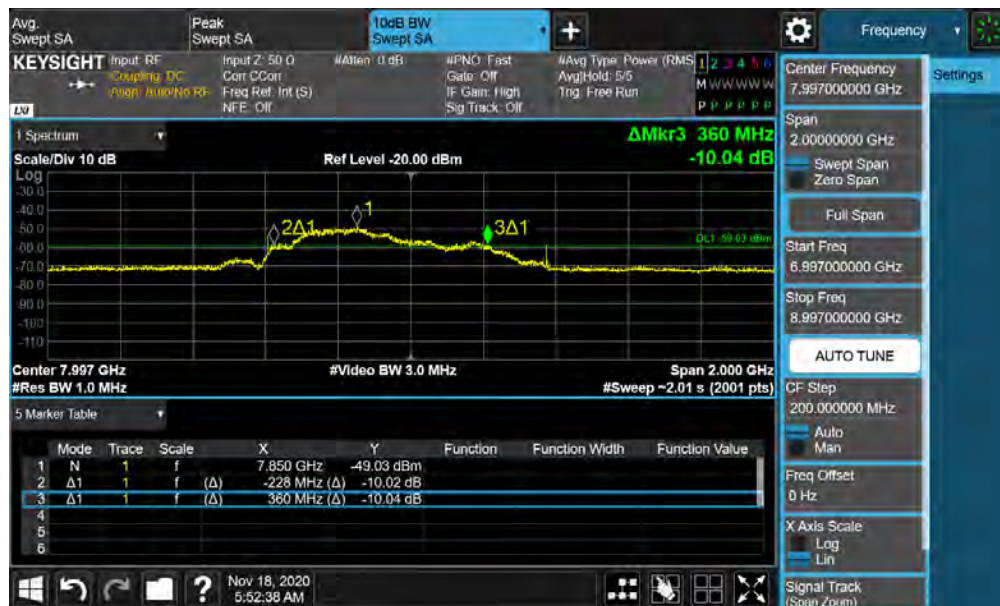 Avg.
Swept SA
Peak
Swept SA
10dB BW
Swept SA
Frequency
KEYSIGHT
Input: RF
Coupling: DC
Align: Auto/No RF
Input Z: 50 Ω
Corr CCorr
Freq Ref: Int (S)
NFE: Off
#Atten: 0 dB
#PNO: Fast
Gate: Off
IF Gain: High
Sig Track: Off
#Avg Type: Power (RMS
Avg|Hold: 5/5
Trig: Free Run
1 2 3 4 5 6
M W W W W W
P P P P P P
LXI
1 Spectrum
Scale/Div 10 dB
Ref Level -20.00 dBm
ΔMkr3 360 MHz
-10.04 dB
Log
-30.0
-40.0
-50.0
-60.0
-70.0
-80.0
-90.0
-100
-110
1
2Δ1
3Δ1
DL1 -59.03 dBm
Center 7.997 GHz
#Video BW 3.0 MHz
Span 2.000 GHz
#Res BW 1.0 MHz
#Sweep ~2.01 s (2001 pts)
5 Marker Table
Mode Trace Scale X Y Function Function Width Function Value
1 N 1 f 7.850 GHz -49.03 dBm
2 Δ1 1 f (Δ) -228 MHz (Δ) -10.02 dB
3 Δ1 1 f (Δ) 360 MHz (Δ) -10.04 dB
4
5
6
Nov 18, 2020
5:52:38 AM
Center Frequency
7.997000000 GHz
Settings
Span
2.00000000 GHz
Swept Span
Zero Span
Full Span
Start Freq
6.997000000 GHz
Stop Freq
8.997000000 GHz
AUTO TUNE
CF Step
200.000000 MHz
Auto
Man
Freq Offset
0 Hz
X Axis Scale
Log
Lin
Signal Track
(Span Zoom)